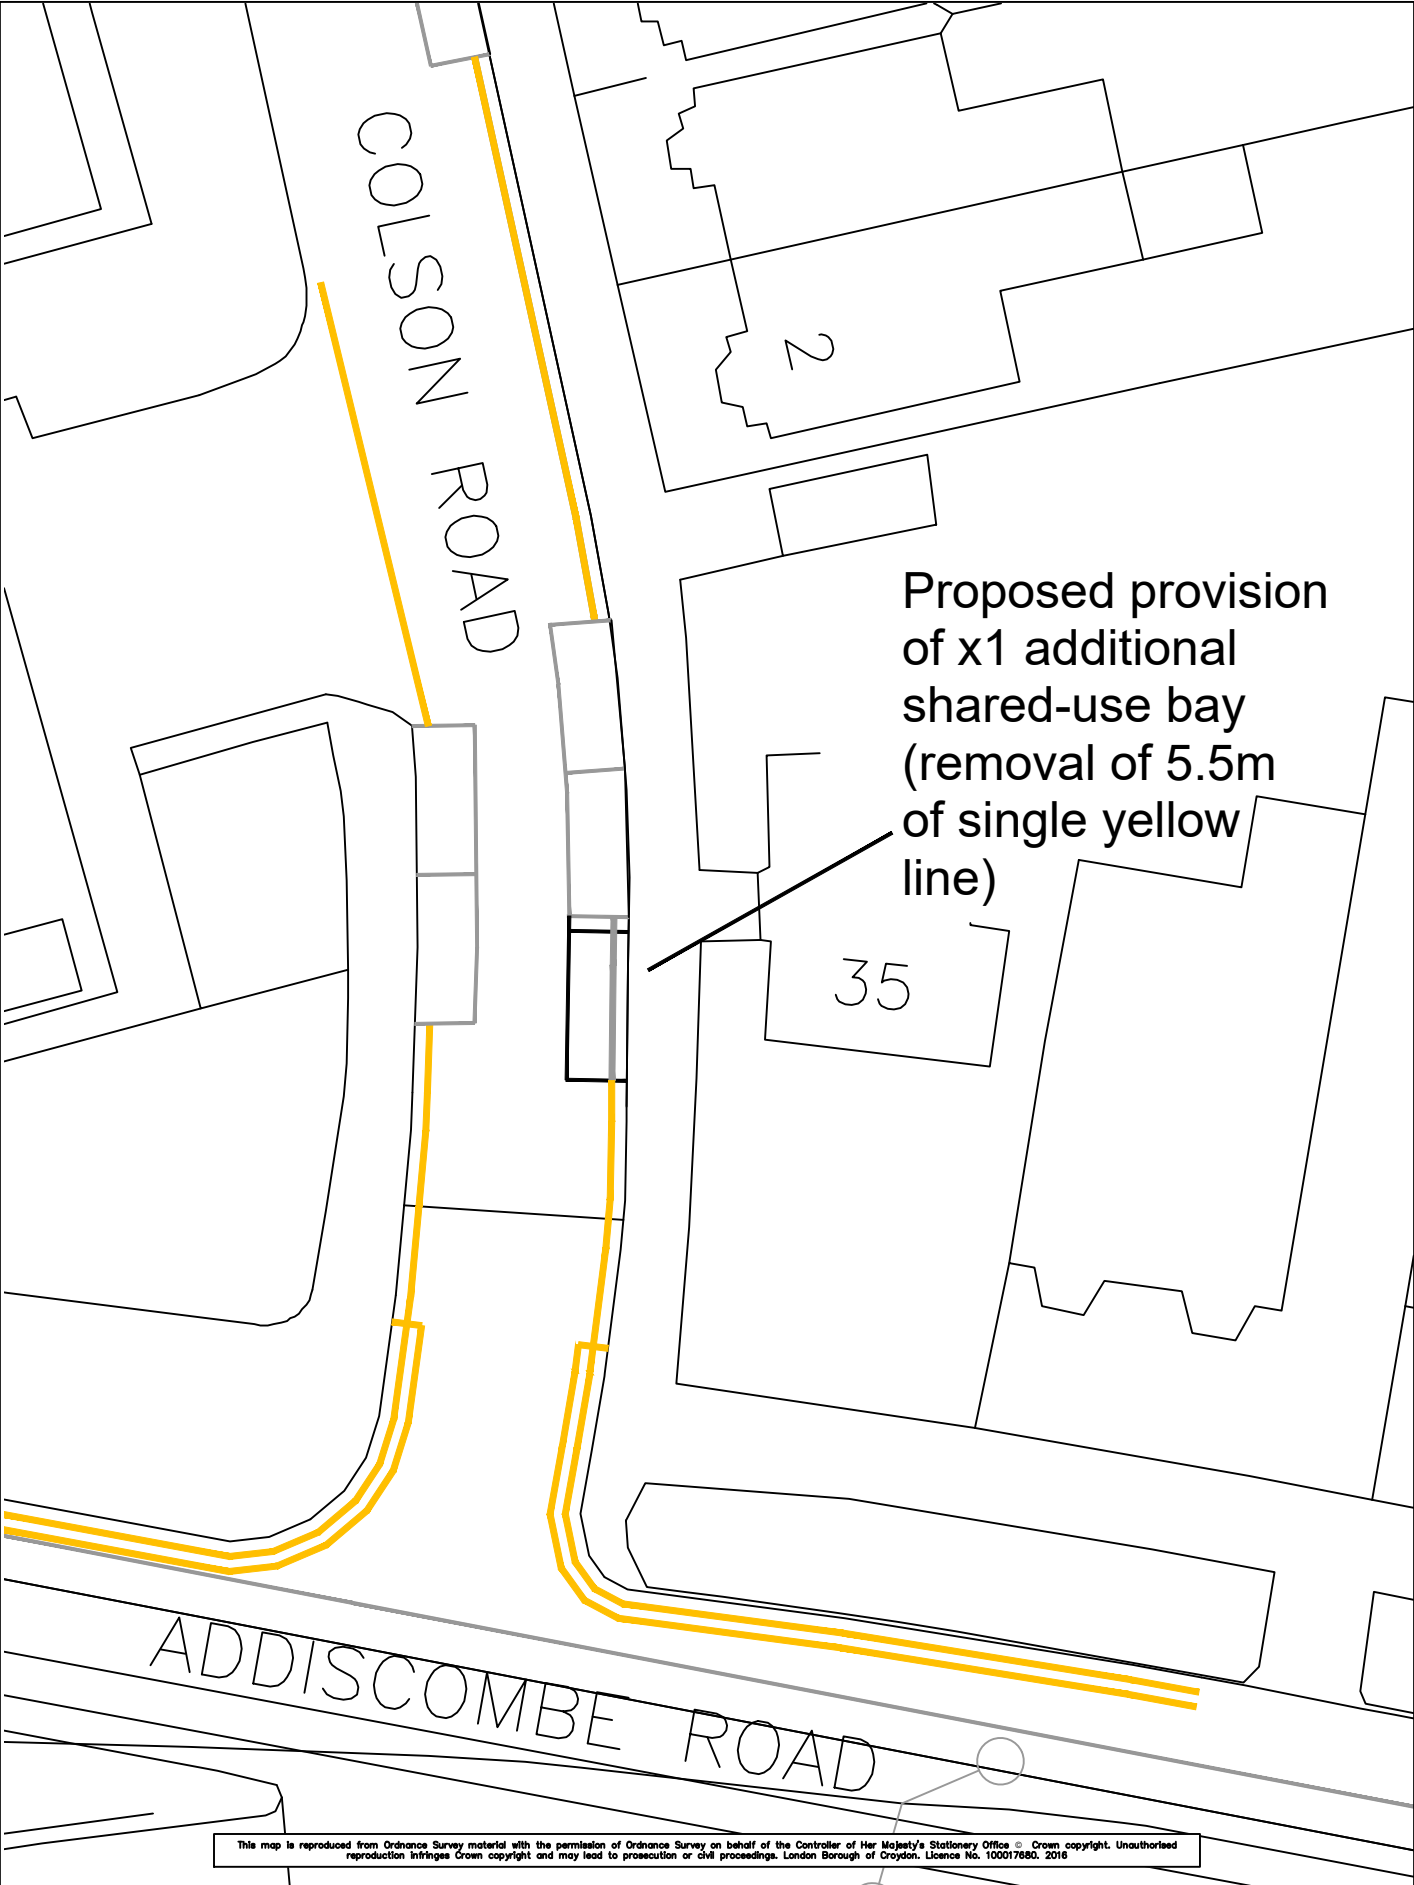 COLSON ROAD
2
Proposed provision
of x1 additional
shared-use bay
(removal of 5.5m
of single yellow
line)
35
ADDISCOMBE ROAD
This map is reproduced from Ordnance Survey material with the permission of Ordnance Survey on behalf of the Controller of Her Majesty's Stationery Office © Crown copyright. Unauthorised
reproduction infringes Crown copyright and may lead to prosecution or civil proceedings. London Borough of Croydon. Licence No. 100017680. 2016